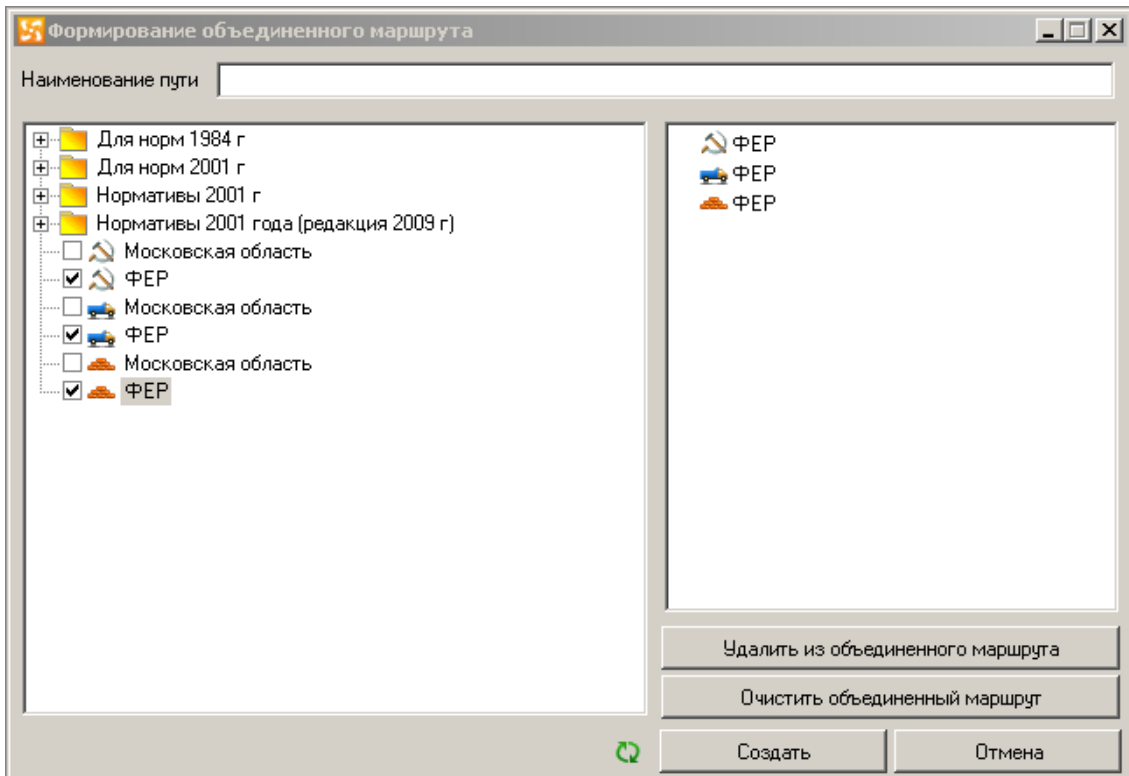 Формирование объединенного маршрута
Наименование пути
Для норм 1984 г
Для норм 2001 г
Нормативы 2001 г
Нормативы 2001 года (редакция 2009 г)
Московская область
ФЕР
Московская область
ФЕР
Московская область
ФЕР
ФЕР
ФЕР
ФЕР
Удалить из объединенного маршрута
Очистить объединенный маршрут
Создать
Отмена